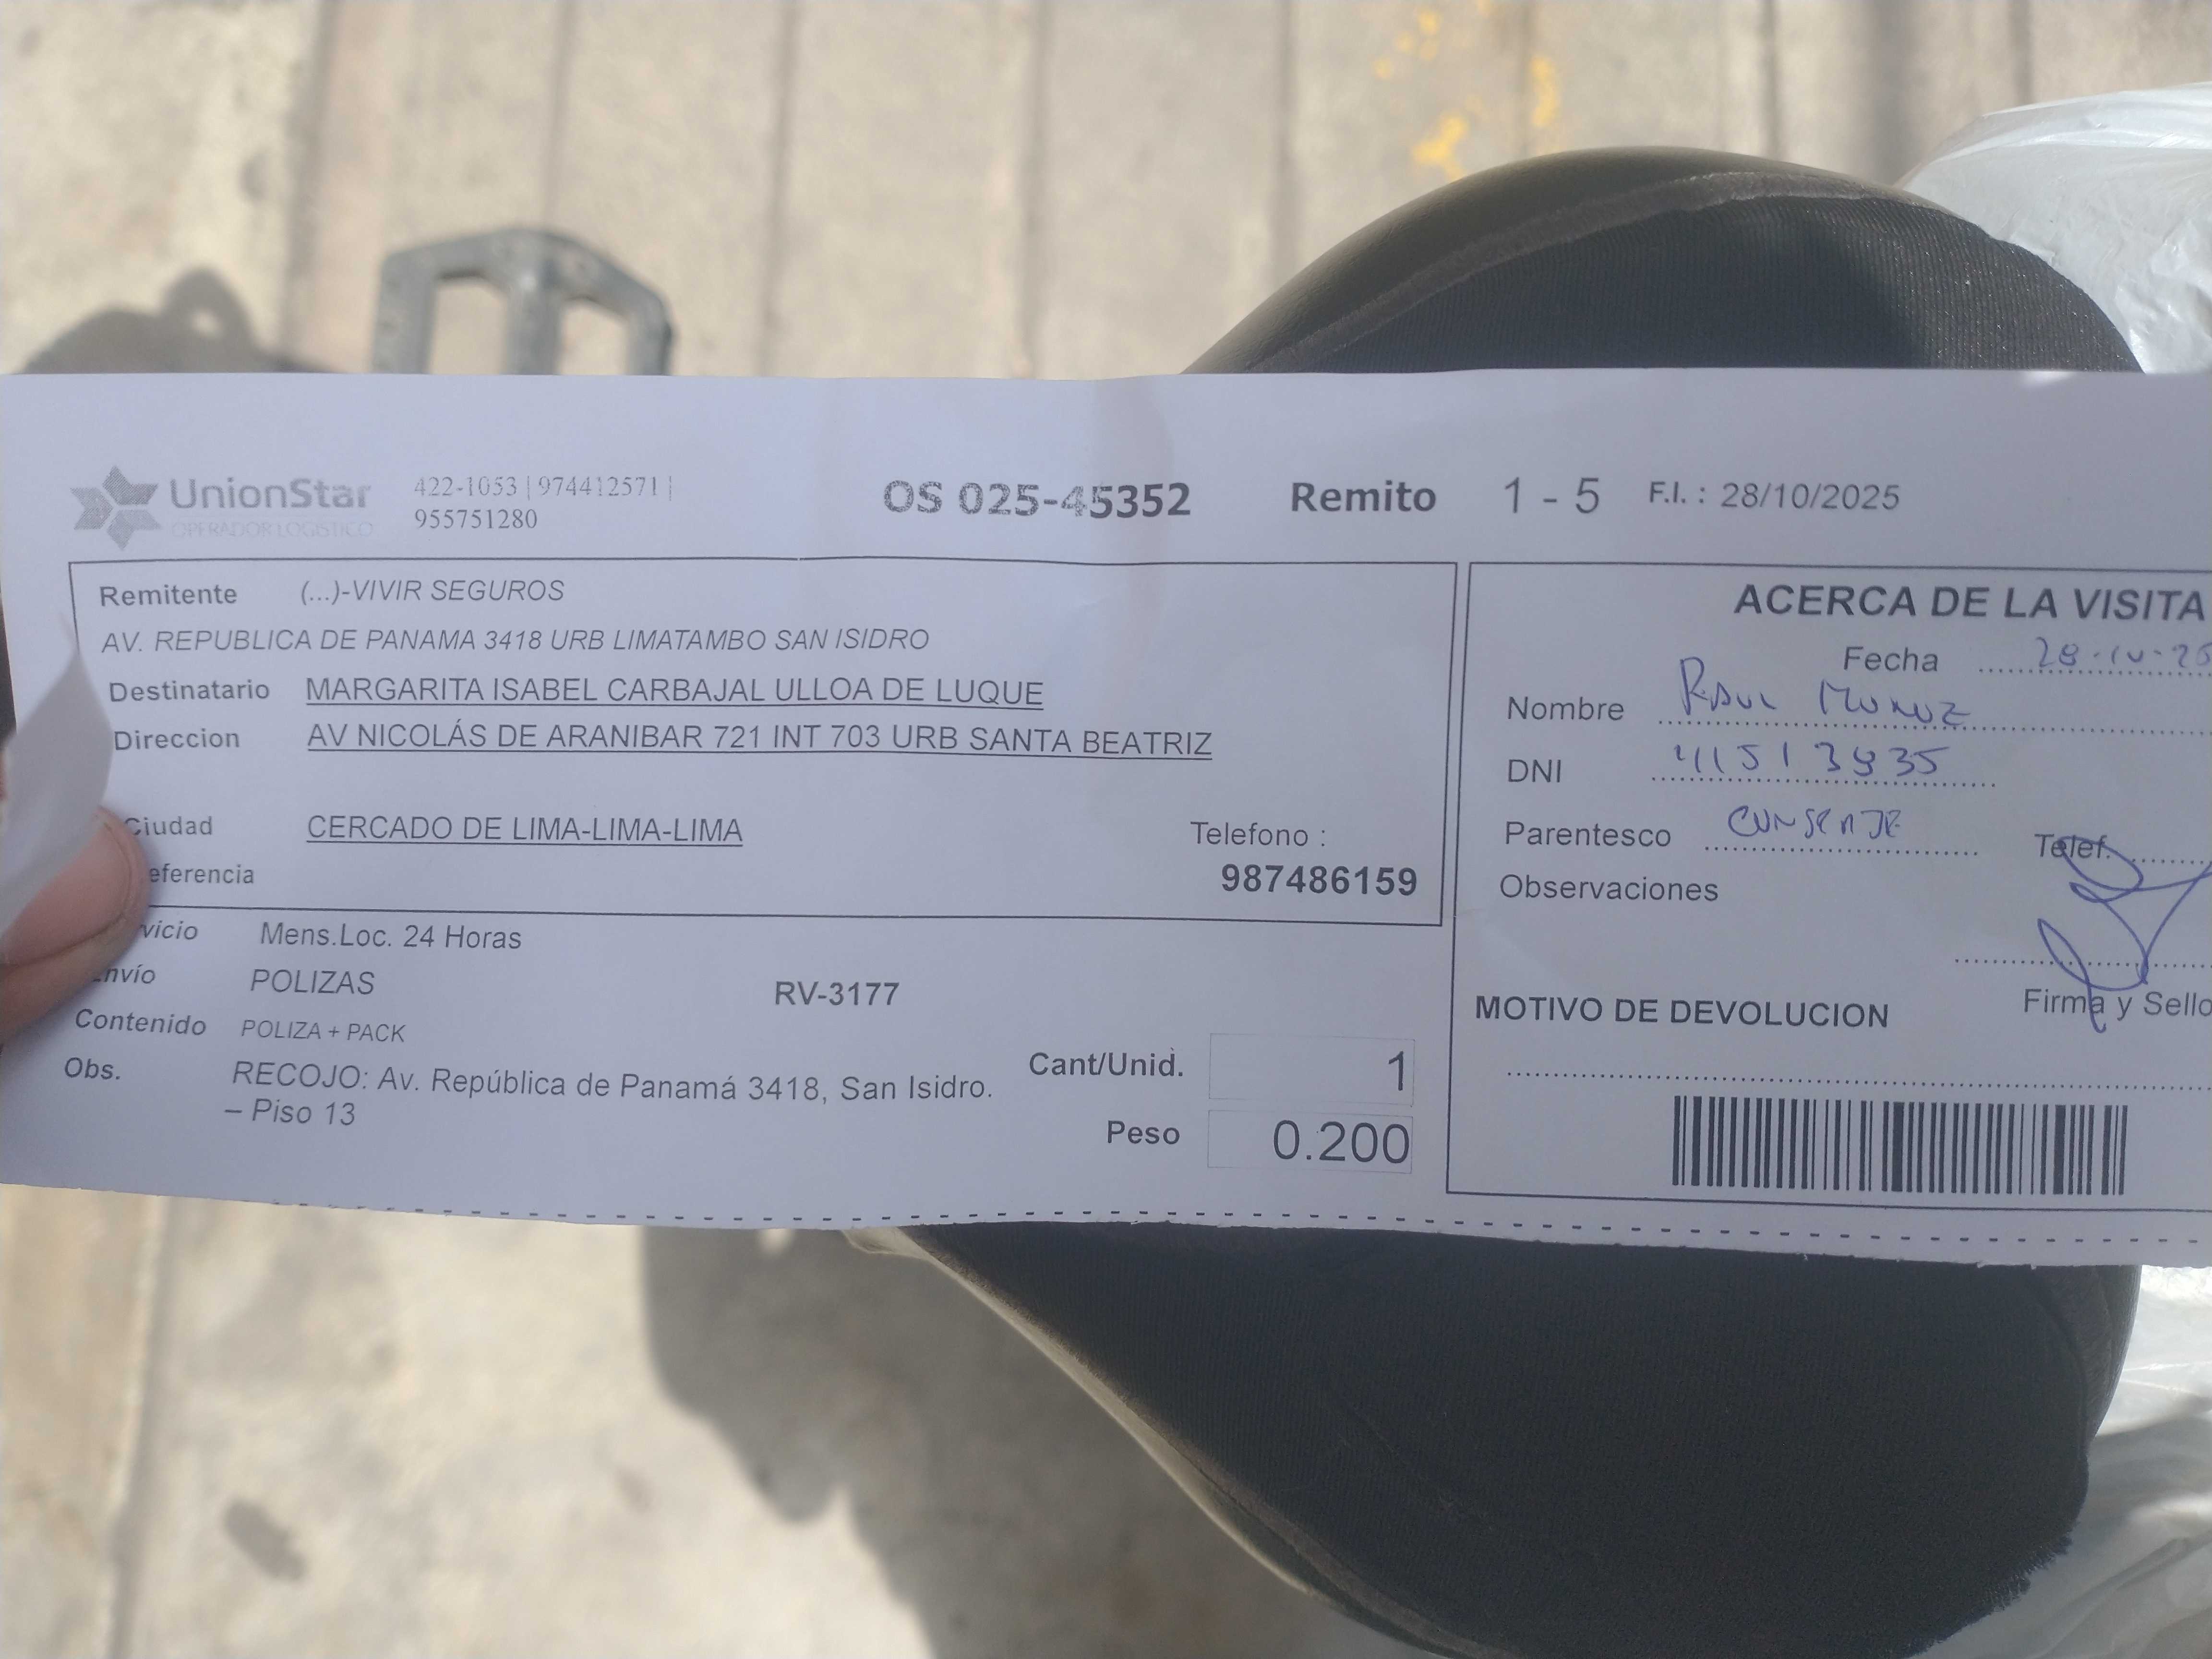 UnionStar
OPERADOR LOGISTICO
422-1053 | 974412571 |
955751280
OS 025-45352 Remito 1 - 5 F.I. : 28/10/2025
Remitente (...)-VIVIR SEGUROS
AV. REPUBLICA DE PANAMA 3418 URB LIMATAMBO SAN ISIDRO
Destinatario MARGARITA ISABEL CARBAJAL ULLOA DE LUQUE
Direccion AV NICOLÁS DE ARANIBAR 721 INT 703 URB SANTA BEATRIZ
Ciudad CERCADO DE LIMA-LIMA-LIMA
Telefono :
987486159
eferencia
vicio Mens.Loc. 24 Horas
nvío POLIZAS RV-3177
Contenido POLIZA + PACK
Obs. RECOJO: Av. República de Panamá 3418, San Isidro.
– Piso 13
Cant/Unid. 1
Peso 0.200
ACERCA DE LA VISITA
Fecha
Nombre Raul Munoz
DNI
Parentesco
Telef.
Observaciones
Firma y Sello
MOTIVO DE DEVOLUCION